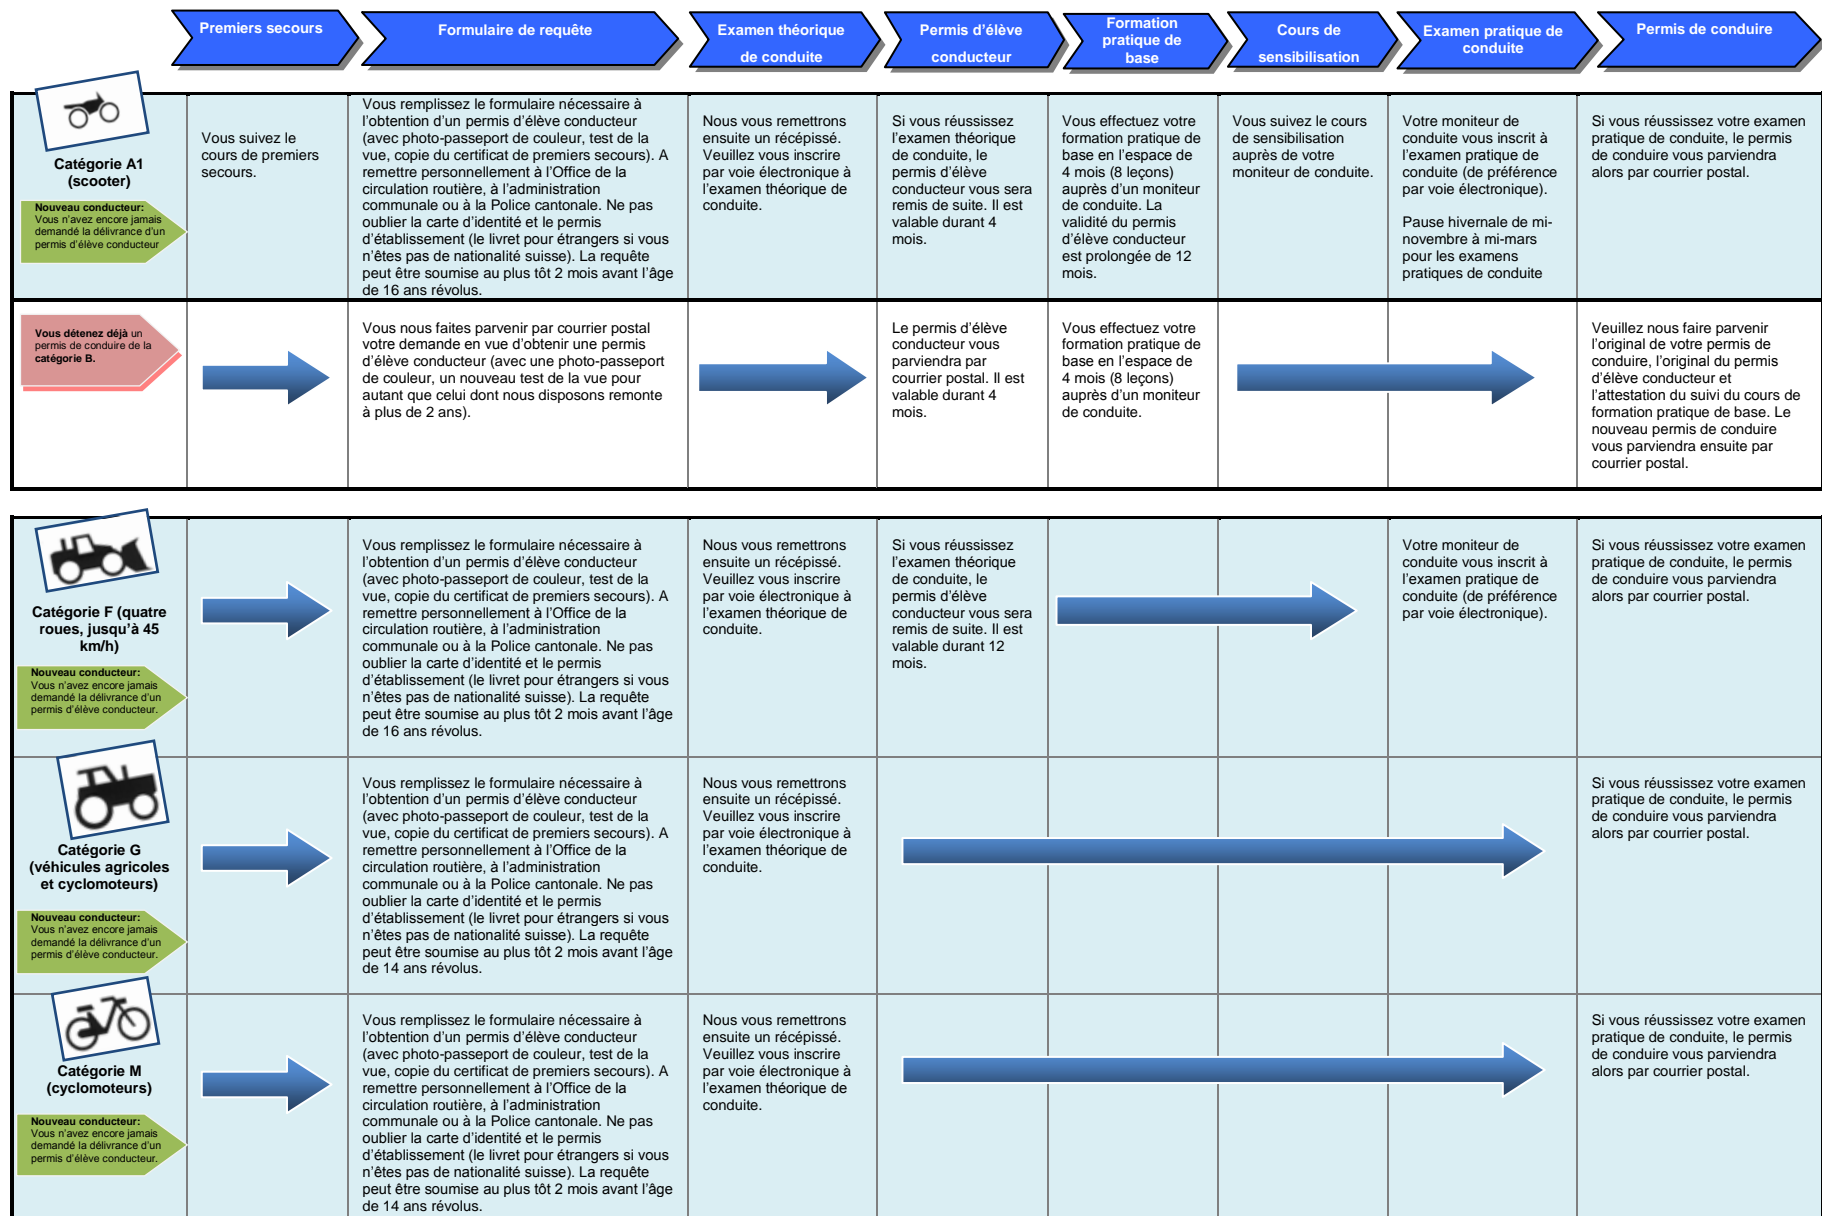 Premiers secours
Formulaire de requête
Examen théorique
de conduite
Permis d'élève
conducteur
Formation
pratique de
base
Cours de
sensibilisation
Examen pratique de
conduite
Permis de conduire
Catégorie A1
(scooter)
Nouveau conducteur:
Vous n'avez encore jamais
demandé la délivrance d'un
permis d'élève conducteur
Vous suivez le
cours de premiers
secours.
Vous remplissez le formulaire nécessaire à
l'obtention d'un permis d'élève conducteur
(avec photo-passeport de couleur, test de la
vue, copie du certificat de premiers secours). A
remettre personnellement à l'Office de la
circulation routière, à l'administration
communale ou à la Police cantonale. Ne pas
oublier la carte d'identité et le permis
d'établissement (le livret pour étrangers si vous
n'êtes pas de nationalité suisse). La requête
peut être soumise au plus tôt 2 mois avant l'âge
de 16 ans révolus.
Nous vous remettrons
ensuite un récépissé.
Veuillez vous inscrire
par voie électronique à
l'examen théorique de
conduite.
Si vous réussissez
l'examen théorique
de conduite, le
permis d'élève
conducteur vous sera
remis de suite. Il est
valable durant 4
mois.
Vous effectuez votre
formation pratique de
base en l'espace de
4 mois (8 leçons)
auprès d'un moniteur
de conduite. La
validité du permis
d'élève conducteur
est prolongée de 12
mois.
Vous suivez le cours
de sensibilisation
auprès de votre
moniteur de conduite.
Votre moniteur de
conduite vous inscrit à
l'examen pratique de
conduite (de préférence
par voie électronique).
Pause hivernale de mi-
novembre à mi-mars
pour les examens
pratiques de conduite
Si vous réussissez votre examen
pratique de conduite, le permis
de conduire vous parviendra
alors par courrier postal.
Vous détenez déjà un
permis de conduire de la
catégorie B.
Vous nous faites parvenir par courrier postal
votre demande en vue d'obtenir une permis
d'élève conducteur (avec une photo-passeport
de couleur, un nouveau test de la vue pour
autant que celui dont nous disposons remonte
à plus de 2 ans).
Le permis d'élève
conducteur vous
parviendra par
courrier postal. Il est
valable durant 4
mois.
Vous effectuez votre
formation pratique de
base en l'espace de
4 mois (8 leçons)
auprès d'un moniteur
de conduite.
Veuillez nous faire parvenir
l'original de votre permis de
conduire, l'original du permis
d'élève conducteur et
l'attestation du suivi du cours de
formation pratique de base. Le
nouveau permis de conduire
vous parviendra ensuite par
courrier postal.
Catégorie F (quatre
roues, jusqu'à 45
km/h)
Nouveau conducteur:
Vous n'avez encore jamais
demandé la délivrance d'un
permis d'élève conducteur.
Vous remplissez le formulaire nécessaire à
l'obtention d'un permis d'élève conducteur
(avec photo-passeport de couleur, test de la
vue, copie du certificat de premiers secours). A
remettre personnellement à l'Office de la
circulation routière, à l'administration
communale ou à la Police cantonale. Ne pas
oublier la carte d'identité et le permis
d'établissement (le livret pour étrangers si vous
n'êtes pas de nationalité suisse). La requête
peut être soumise au plus tôt 2 mois avant l'âge
de 16 ans révolus.
Nous vous remettrons
ensuite un récépissé.
Veuillez vous inscrire
par voie électronique à
l'examen théorique de
conduite.
Si vous réussissez
l'examen théorique
de conduite, le
permis d'élève
conducteur vous sera
remis de suite. Il est
valable durant 12
mois.
Votre moniteur de
conduite vous inscrit à
l'examen pratique de
conduite (de préférence
par voie électronique).
Si vous réussissez votre examen
pratique de conduite, le permis
de conduire vous parviendra
alors par courrier postal.
Catégorie G
(véhicules agricoles
et cyclomoteurs)
Nouveau conducteur:
Vous n'avez encore jamais
demandé la délivrance d'un
permis d'élève conducteur.
Vous remplissez le formulaire nécessaire à
l'obtention d'un permis d'élève conducteur
(avec photo-passeport de couleur, test de la
vue, copie du certificat de premiers secours). A
remettre personnellement à l'Office de la
circulation routière, à l'administration
communale ou à la Police cantonale. Ne pas
oublier la carte d'identité et le permis
d'établissement (le livret pour étrangers si vous
n'êtes pas de nationalité suisse). La requête
peut être soumise au plus tôt 2 mois avant l'âge
de 14 ans révolus.
Nous vous remettrons
ensuite un récépissé.
Veuillez vous inscrire
par voie électronique à
l'examen théorique de
conduite.
Si vous réussissez votre examen
pratique de conduite, le permis
de conduire vous parviendra
alors par courrier postal.
Catégorie M
(cyclomoteurs)
Nouveau conducteur:
Vous n'avez encore jamais
demandé la délivrance d'un
permis d'élève conducteur.
Vous remplissez le formulaire nécessaire à
l'obtention d'un permis d'élève conducteur
(avec photo-passeport de couleur, test de la
vue, copie du certificat de premiers secours). A
remettre personnellement à l'Office de la
circulation routière, à l'administration
communale ou à la Police cantonale. Ne pas
oublier la carte d'identité et le permis
d'établissement (le livret pour étrangers si vous
n'êtes pas de nationalité suisse). La requête
peut être soumise au plus tôt 2 mois avant l'âge
de 14 ans révolus.
Nous vous remettrons
ensuite un récépissé.
Veuillez vous inscrire
par voie électronique à
l'examen théorique de
conduite.
Si vous réussissez votre examen
pratique de conduite, le permis
de conduire vous parviendra
alors par courrier postal.